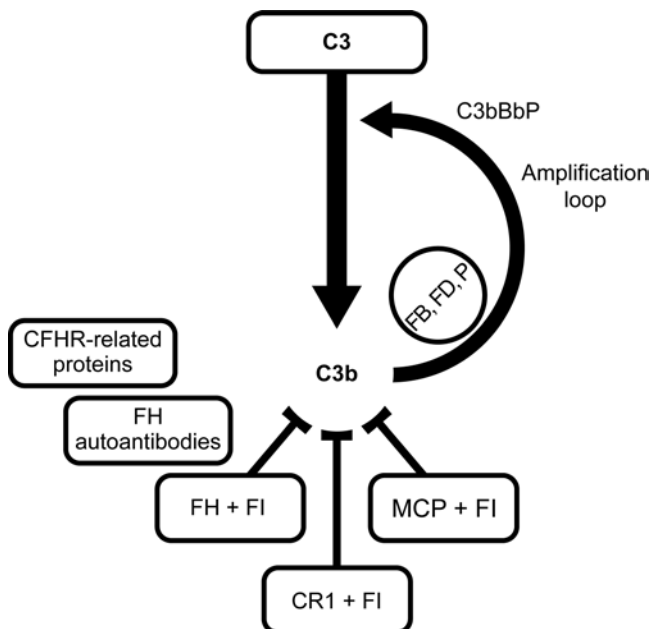 C3
C3bBbP
Amplification
loop
FB, FD, P
CFHR-related
proteins
C3b
FH
autoantibodies
FH + FI
MCP + FI
CR1 + FI